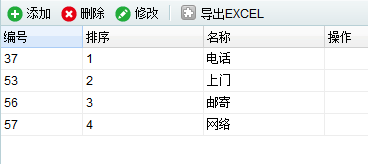 添加 删除 修改 导出EXCEL
编号 排序 名称 操作
37 1 电话
53 2 上门
56 3 邮寄
57 4 网络